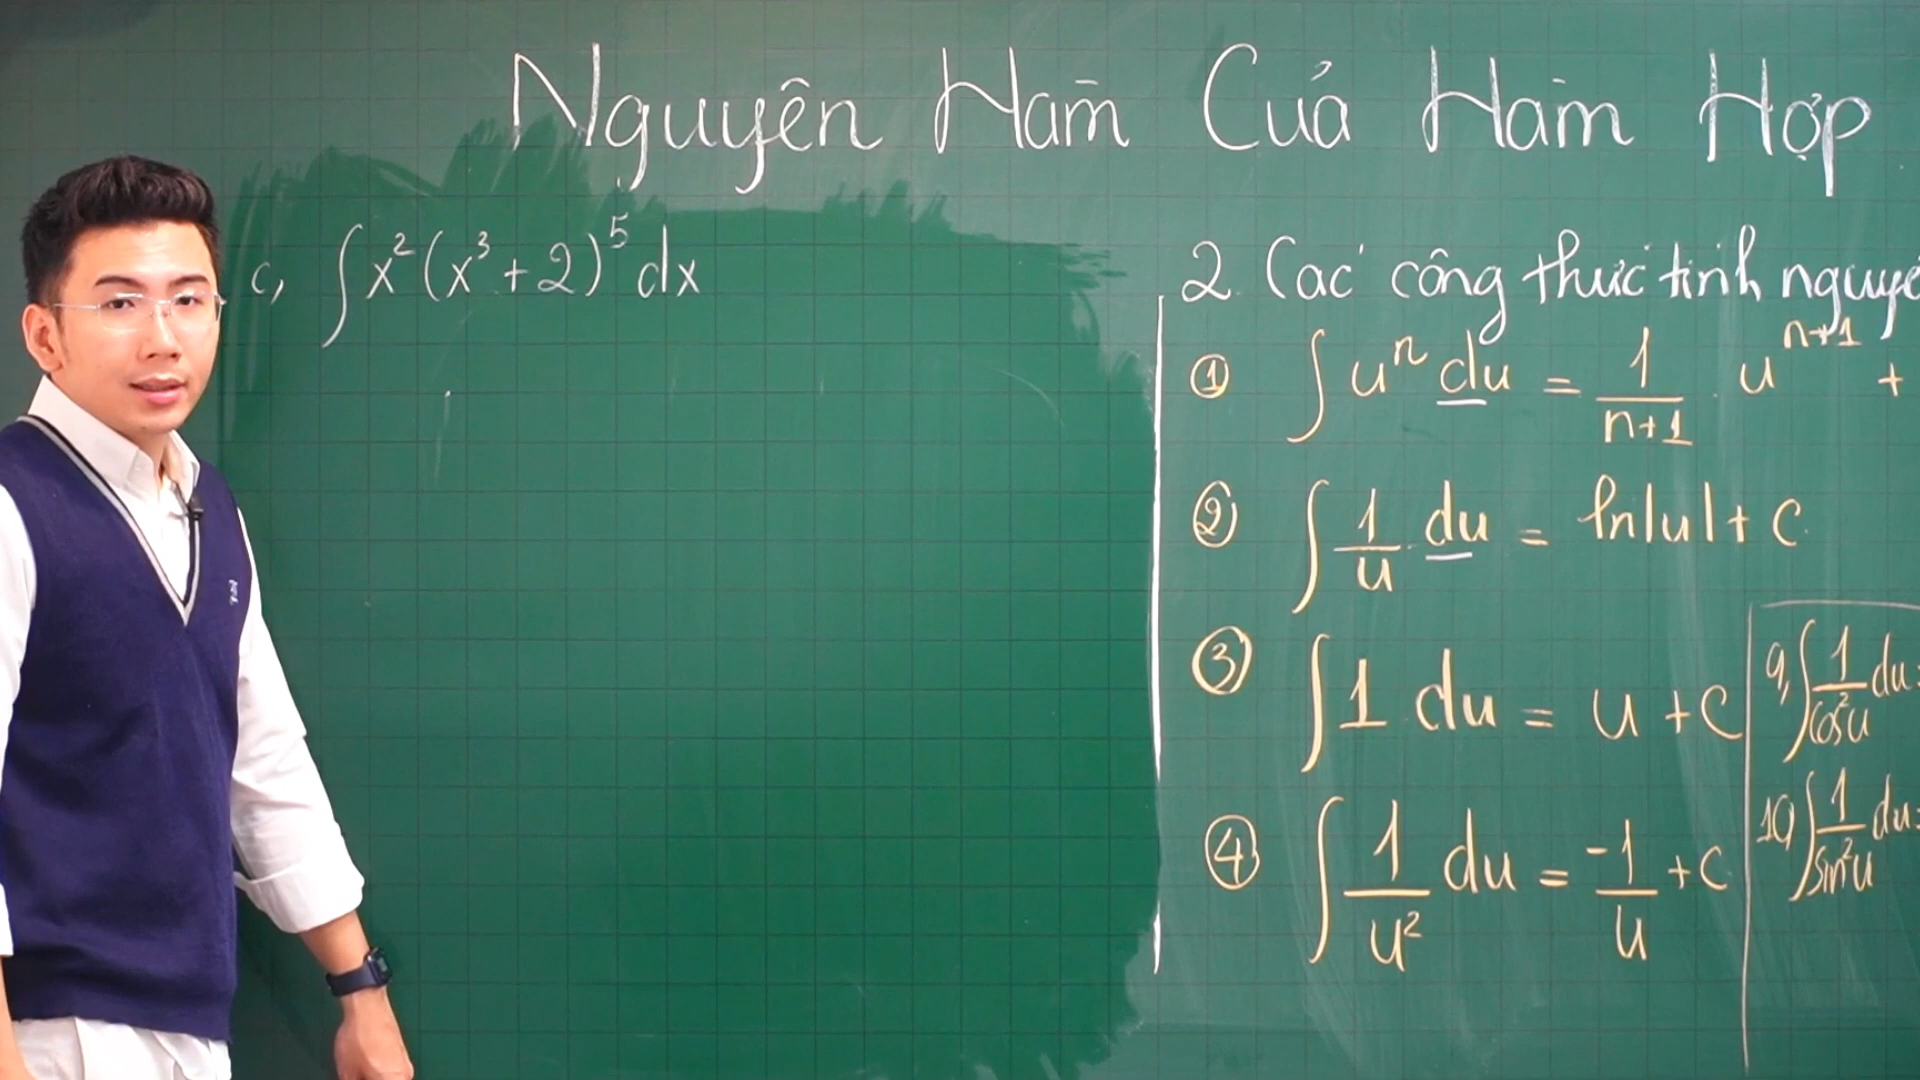 Nguyên Hàm Của Hàm Hợp
c, ∫x²(x³+2)⁵dx
2. Các công thức tính
① ∫uⁿ du = 1/(n+1) . uⁿ⁺¹ +
② ∫1/u . du = ln|u| + C
③ ∫1 du = u + C
④ ∫1/u² du = -1/u + C
9, ∫1/cos²u du =
10, ∫1/sin²u du =